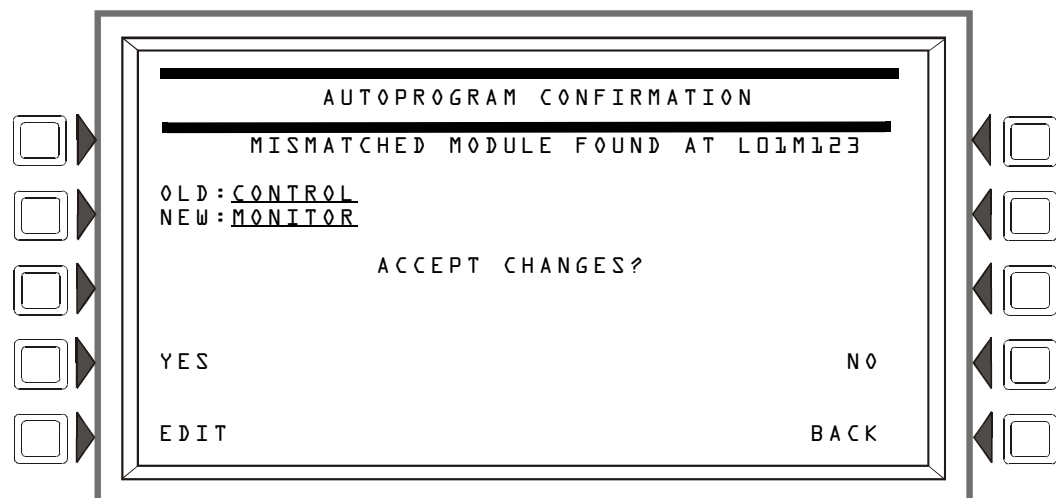 AUTOPROGRAM CONFIRMATION
MISMATCHED MODULE FOUND AT L01M123
OLD:CONTROL
NEW:MONITOR
ACCEPT CHANGES?
YES NO
EDIT BACK